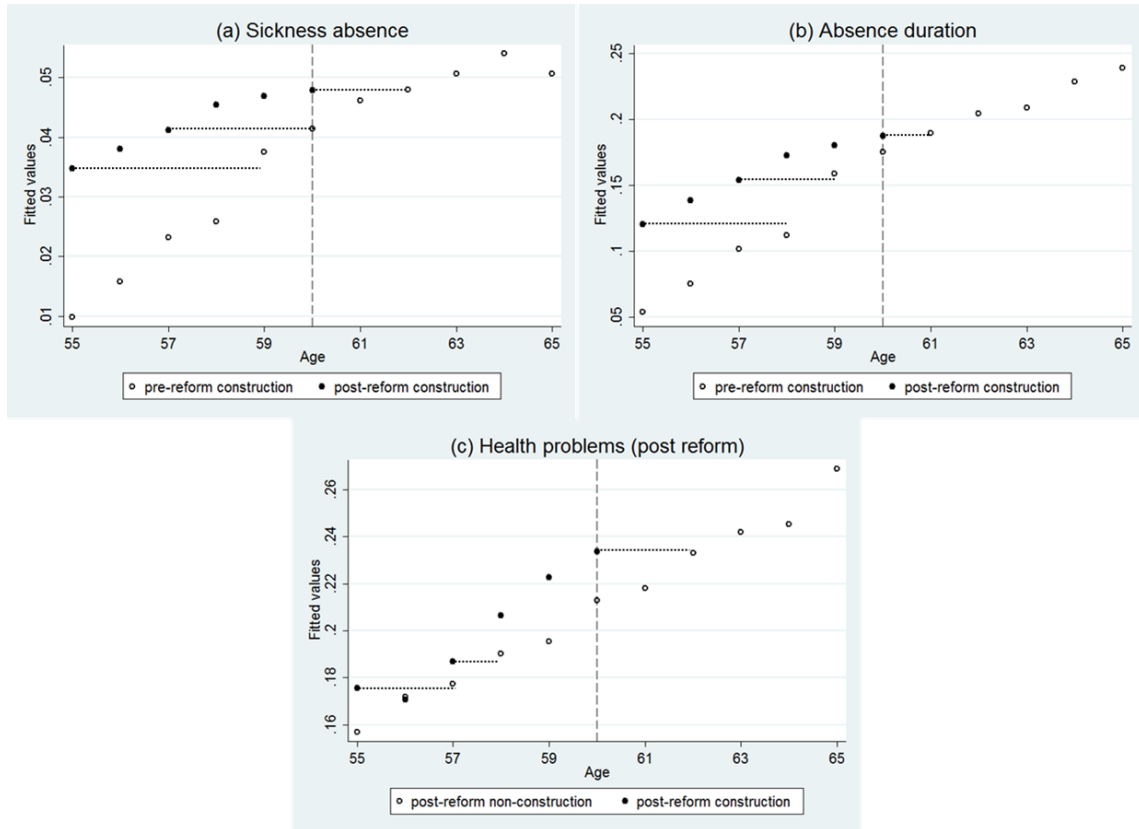 (a) Sickness absence
Fitted values
.05
.04
.03
.02
.01
55 57 59 61 63 65
Age
pre-reform construction post-reform construction
(b) Absence duration
Fitted values
.25
.2
.15
.1
.05
55 57 59 61 63 65
Age
pre-reform construction post-reform construction
(c) Health problems (post reform)
Fitted values
.26
.24
.22
.2
.18
.16
55 57 59 61 63 65
Age
post-reform non-construction post-reform construction